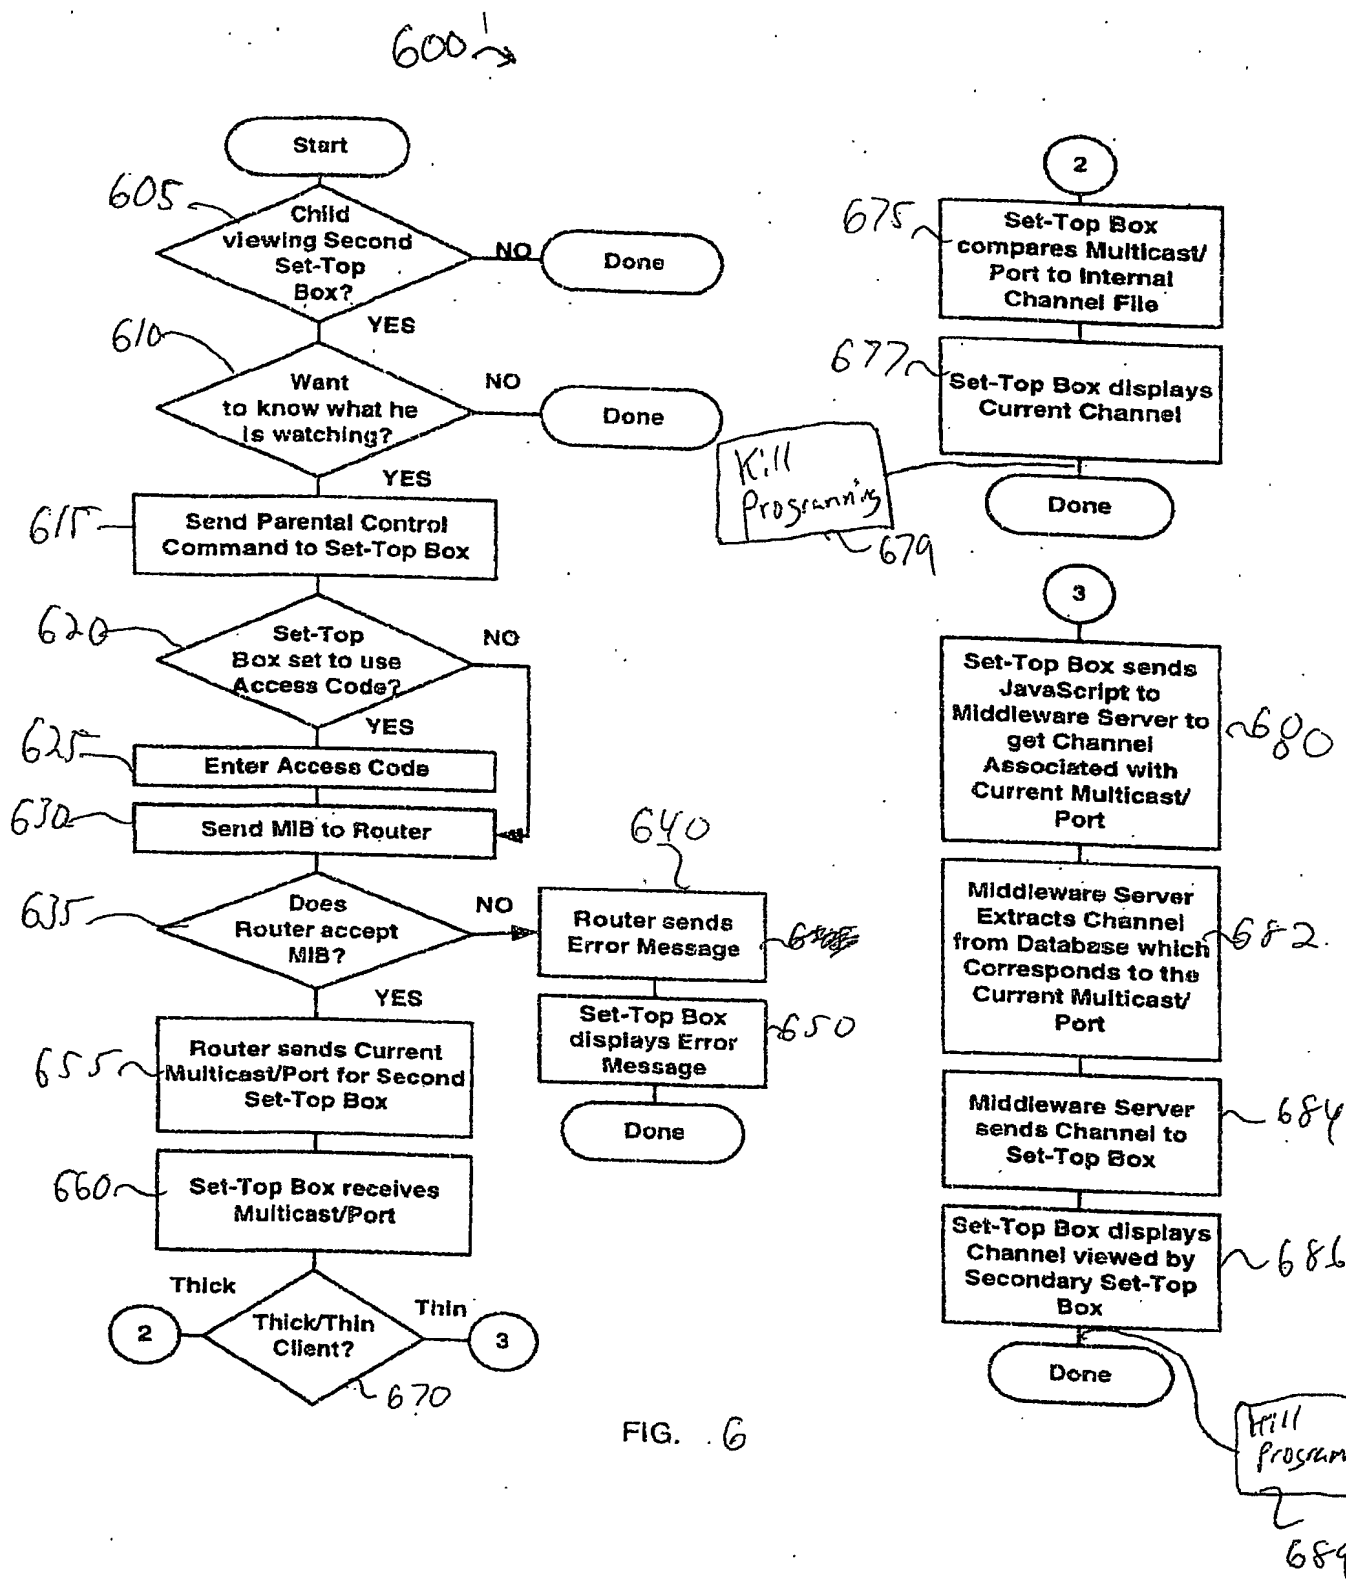 600'
Start
605
Child
viewing Second
Set-Top
Box?
NO
Done
YES
610
Want
to know what he
is watching?
NO
Done
YES
615
Send Parental Control
Command to Set-Top Box
620
Set-Top
Box set to use
Access Code?
NO
YES
625
Enter Access Code
630
Send MIB to Router
635
Does
Router accept
MIB?
NO
640
Router sends
Error Message
650
Set-Top Box
displays Error
Message
Done
YES
655
Router sends Current
Multicast/Port for Second
Set-Top Box
660
Set-Top Box receives
Multicast/Port
Thick
2
Thick/Thin
Client?
Thin
3
670
2
675
Set-Top Box
compares Multicast/
Port to Internal
Channel File
677
Set-Top Box displays
Current Channel
Kill
Programming
679
Done
3
Set-Top Box sends
JavaScript to
Middleware Server to
get Channel
Associated with
Current Multicast/
Port
680
Middleware Server
Extracts Channel
from Database which
Corresponds to the
Current Multicast/
Port
682.
Middleware Server
sends Channel to
Set-Top Box
684
Set-Top Box displays
Channel viewed by
Secondary Set-Top
Box
686
Done
Kill
Program
689
FIG. 6